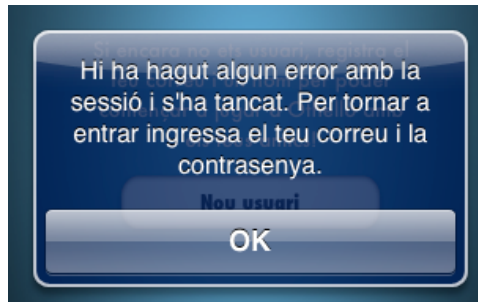 Hi ha hagut algun error amb la
sessió i s'ha tancat. Per tornar a
entrar ingressa el teu correu i la
contrasenya.
Nou usuari
OK